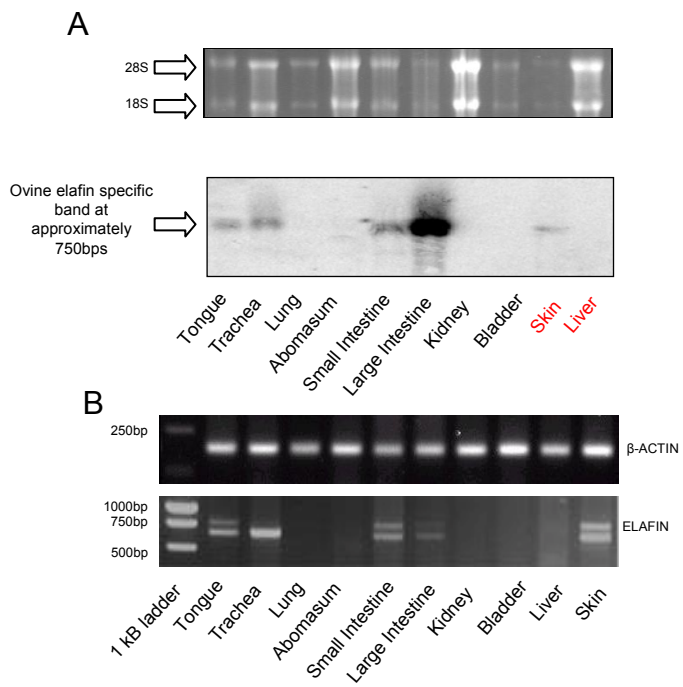 A
28S
18S
Ovine elafin specific
band at
approximately
750bps
Tongue
Trachea
Lung
Abomasum
Small Intestine
Large Intestine
Kidney
Bladder
Skin
Liver
B
250bp
β-ACTIN
1000bp
750bp
500bp
ELAFIN
1 kB ladder
Tongue
Trachea
Lung
Abomasum
Small Intestine
Large Intestine
Kidney
Bladder
Liver
Skin